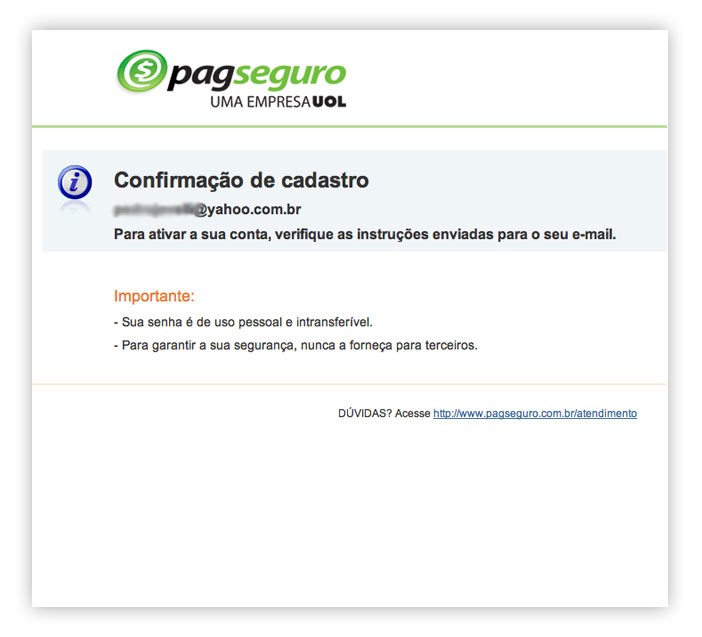 pagseguro
UMA EMPRESA UOL
Confirmação de cadastro
@yahoo.com.br
Para ativar a sua conta, verifique as instruções enviadas para o seu e-mail.
Importante:
- Sua senha é de uso pessoal e intransferível.
- Para garantir a sua segurança, nunca a forneça para terceiros.
DÚVIDAS? Acesse http://www.pagseguro.com.br/atendimento